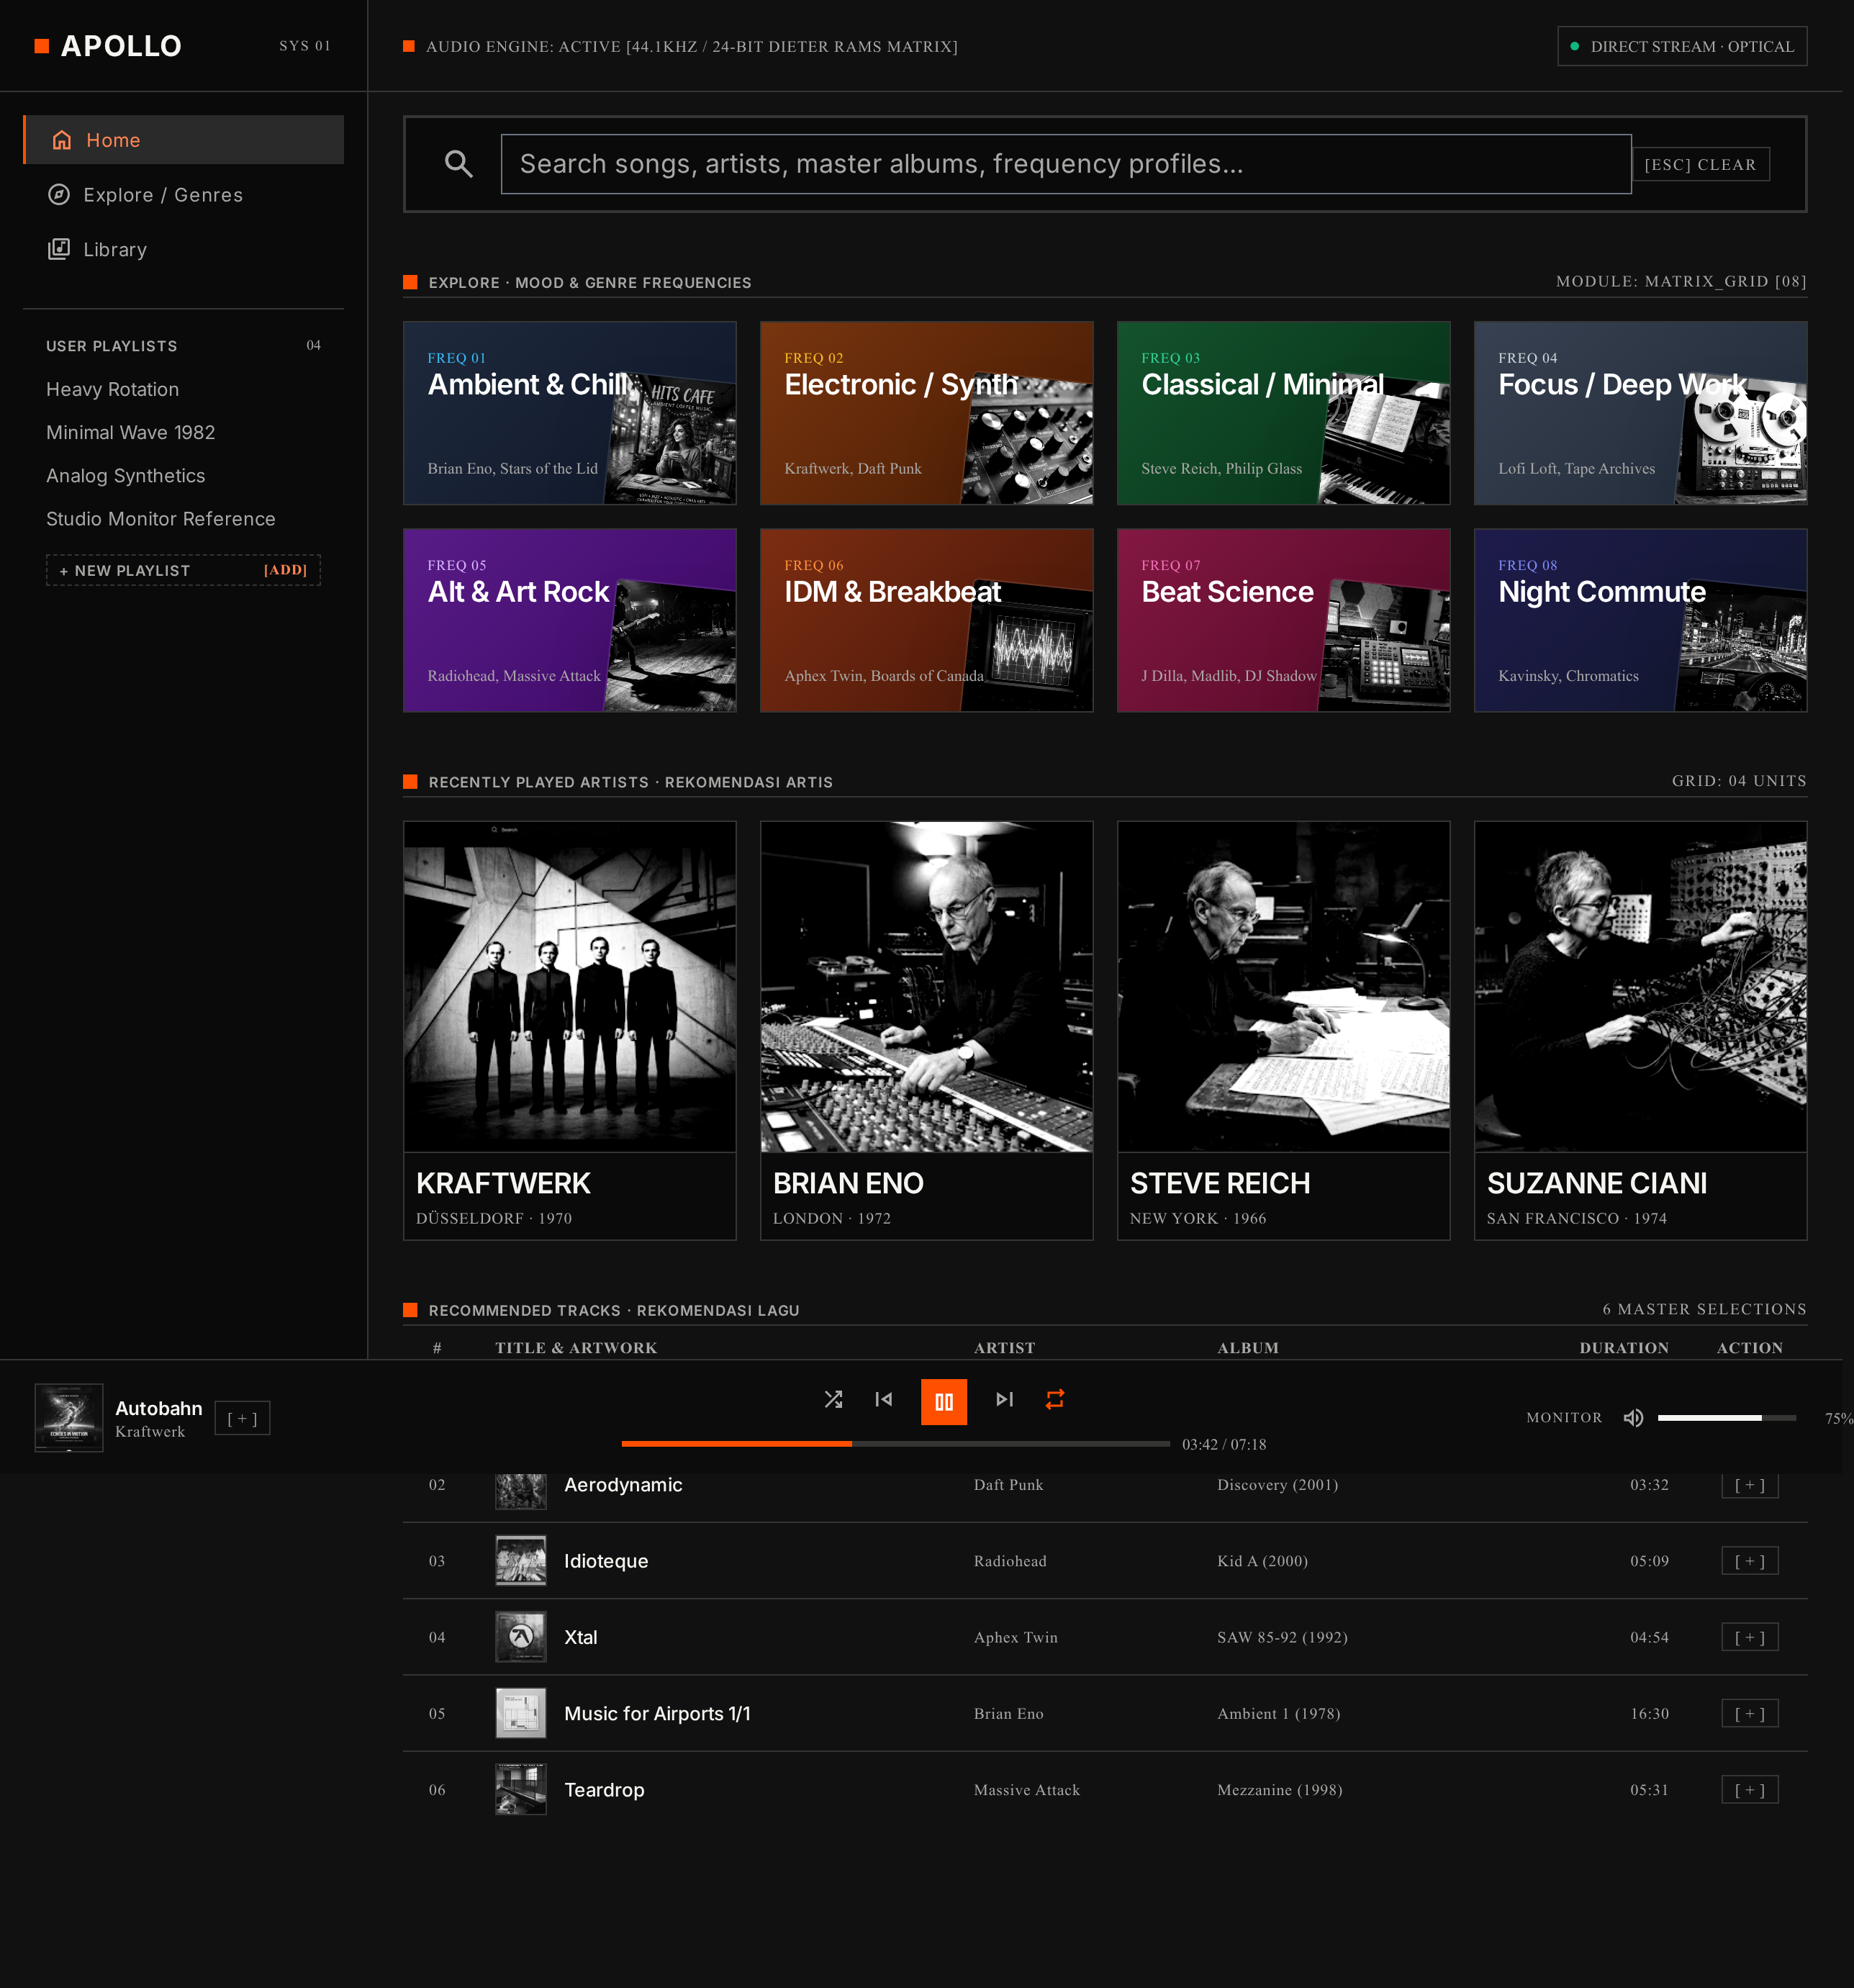 APOLLO
SYS 01
AUDIO ENGINE: ACTIVE [44.1KHZ / 24-BIT DIETER RAMS MATRIX]
DIRECT STREAM · OPTICAL
Home
Explore / Genres
Library
USER PLAYLISTS
04
Heavy Rotation
Minimal Wave 1982
Analog Synthetics
Studio Monitor Reference
+ NEW PLAYLIST
[ADD]
Search songs, artists, master albums, frequency profiles...
[ESC] CLEAR
EXPLORE · MOOD & GENRE FREQUENCIES
MODULE: MATRIX_GRID [08]
FREQ 01
Ambient & Chill
Brian Eno, Stars of the Lid
HITS CAFE
AMBIENT COFFEE MUSIC
FREQ 02
Electronic / Synth
Kraftwerk, Daft Punk
FREQ 03
Classical / Minimal
Steve Reich, Philip Glass
FREQ 04
Focus / Deep Work
Lofi Loft, Tape Archives
FREQ 05
Alt & Art Rock
Radiohead, Massive Attack
FREQ 06
IDM & Breakbeat
Aphex Twin, Boards of Canada
FREQ 07
Beat Science
J Dilla, Madlib, DJ Shadow
FREQ 08
Night Commute
Kavinsky, Chromatics
RECENTLY PLAYED ARTISTS · REKOMENDASI ARTIS
GRID: 04 UNITS
Search
KRAFTWERK
DÜSSELDORF · 1970
BRIAN ENO
LONDON · 1972
STEVE REICH
NEW YORK · 1966
SUZANNE CIANI
SAN FRANCISCO · 1974
RECOMMENDED TRACKS · REKOMENDASI LAGU
6 MASTER SELECTIONS
# TITLE & ARTWORK ARTIST ALBUM DURATION ACTION
ECHOES IN MOTION
Autobahn
Kraftwerk
[ + ]
03:42 / 07:18
MONITOR
75%
02 Aerodynamic Daft Punk Discovery (2001) 03:32 [ + ]
03 Idioteque Radiohead Kid A (2000) 05:09 [ + ]
04 Xtal Aphex Twin SAW 85-92 (1992) 04:54 [ + ]
05 Music for Airports 1/1 Brian Eno Ambient 1 (1978) 16:30 [ + ]
06 Teardrop Massive Attack Mezzanine (1998) 05:31 [ + ]